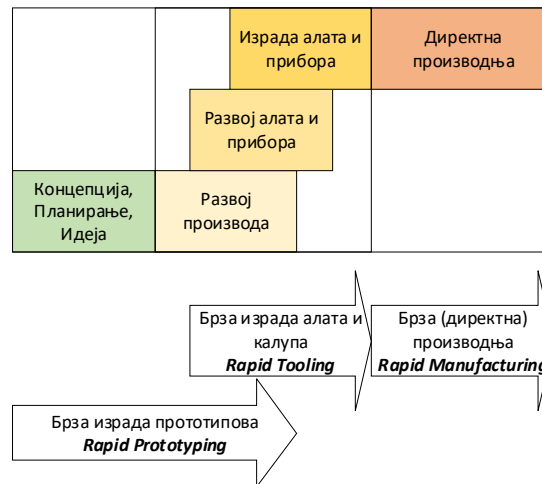 Израда алата и
прибора
Директна
производња
Развој алата и
прибора
Концепција,
Планирање,
Идеја
Развој
производа
Брза израда алата и
калупа
Rapid Tooling
Брза (директна)
производња
Rapid Manufacturing
Брза израда прототипова
Rapid Prototyping